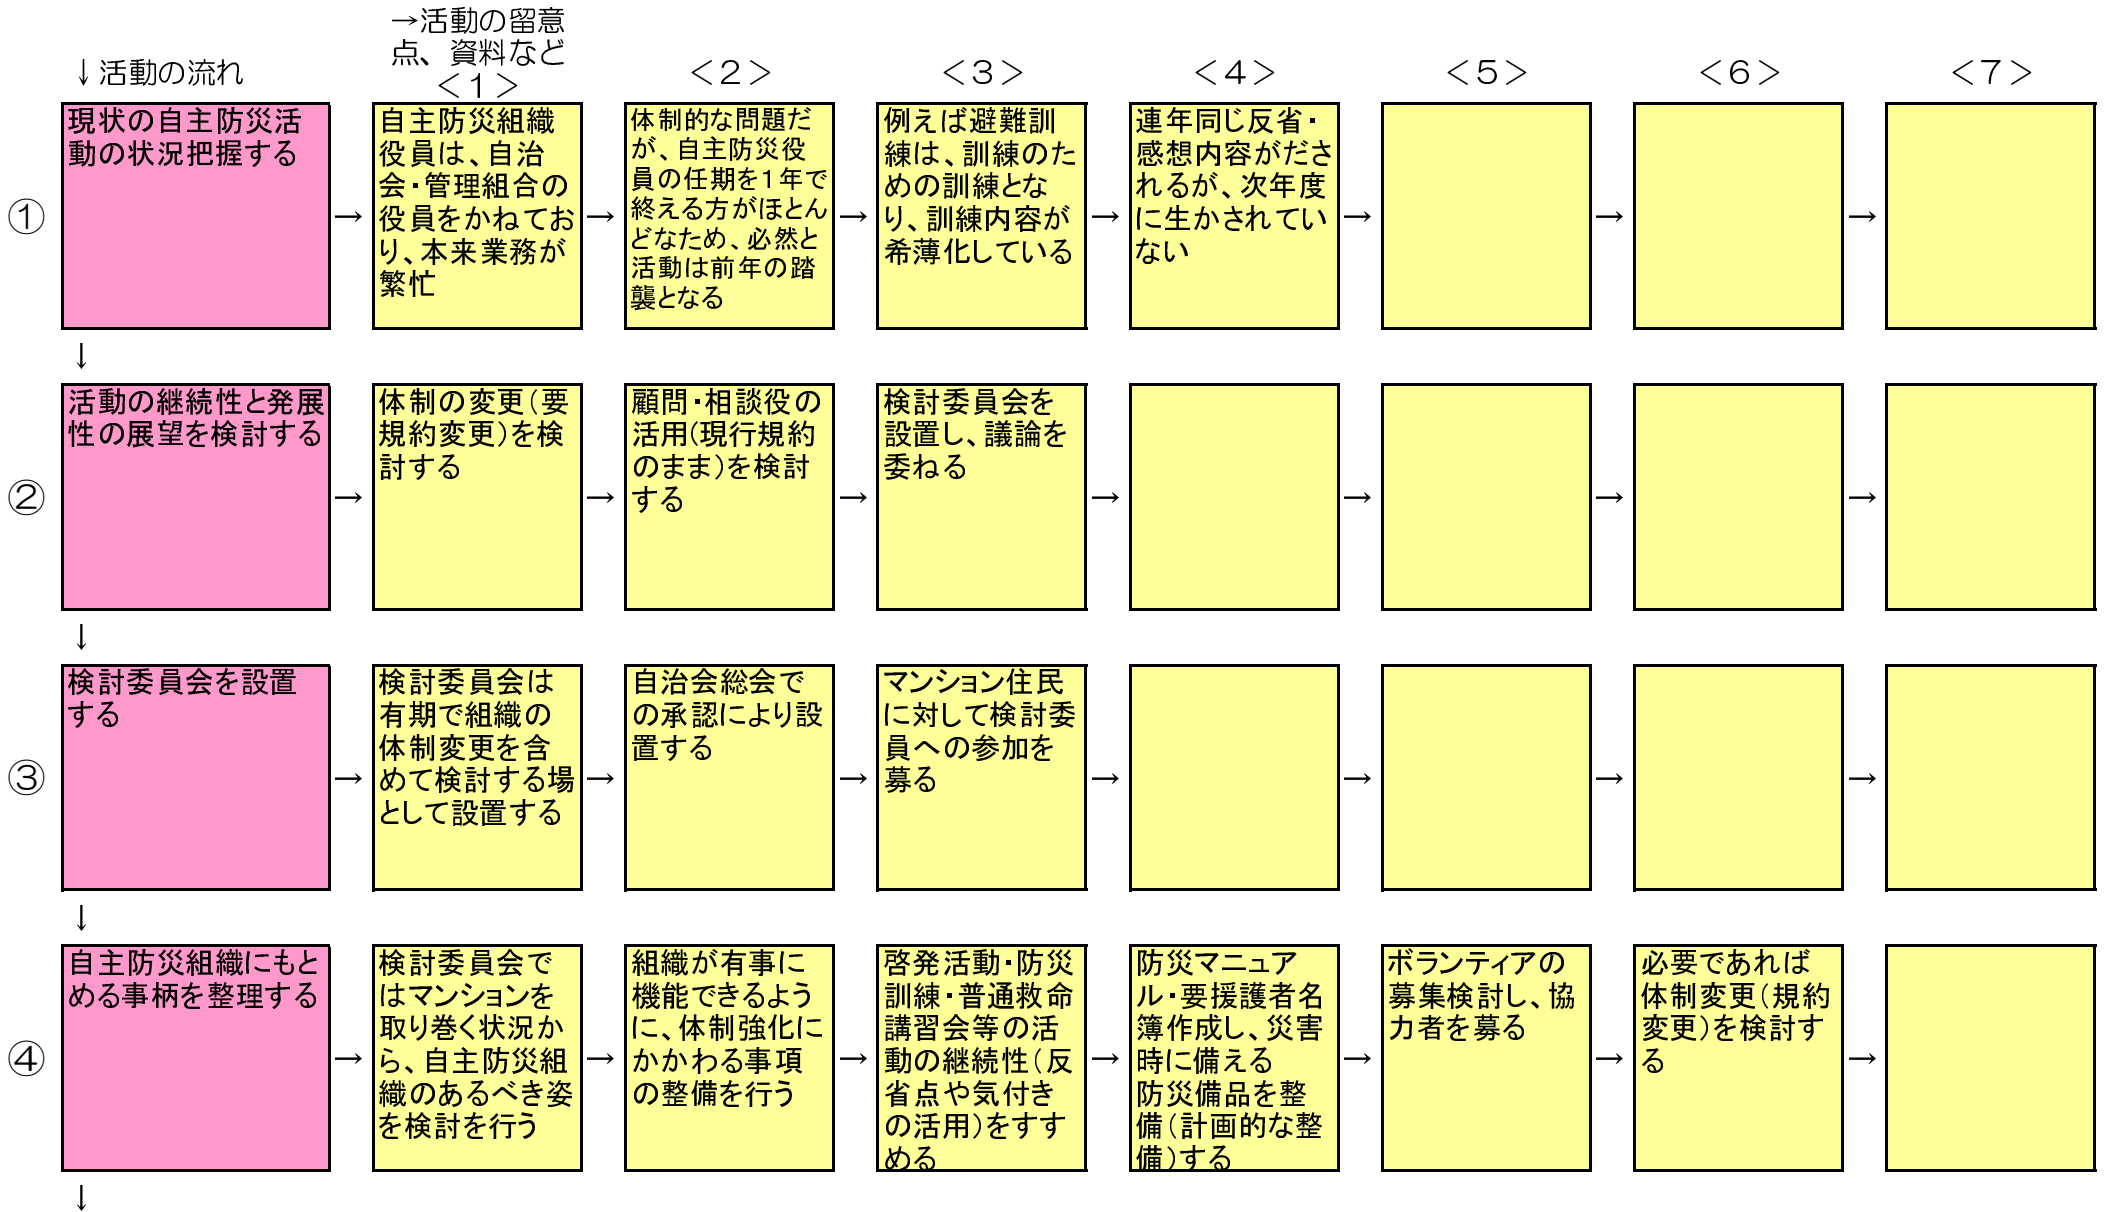 →活動の留意
点、資料など
↓活動の流れ
＜１＞
＜２＞
＜３＞
＜４＞
＜５＞
＜６＞
＜７＞
①
現状の自主防災活
動の状況把握する
→
自主防災組織
役員は、自治
会・管理組合の
役員をかねてお
り、本来業務が
繁忙
→
体制的な問題だ
が、自主防災役
員の任期を１年で
終える方がほとん
どなため、必然と
活動は前年の踏
襲となる
→
例えば避難訓
練は、訓練のた
めの訓練とな
り、訓練内容が
希薄化している
→
連年同じ反省・
感想内容がださ
れるが、次年度
に生かされてい
ない
→
→
→
↓
②
活動の継続性と発展
性の展望を検討する
→
体制の変更（要
規約変更）を検
討する
→
顧問・相談役の
活用（現行規約
のまま）を検討
する
→
検討委員会を
設置し、議論を
委ねる
→
→
→
→
↓
③
検討委員会を設置
する
→
検討委員会は
有期で組織の
体制変更を含
めて検討する場
として設置する
→
自治会総会で
の承認により設
置する
→
マンション住民
に対して検討委
員への参加を
募る
→
→
→
→
↓
④
自主防災組織にもと
める事柄を整理する
→
検討委員会で
はマンションを
取り巻く状況か
ら、自主防災組
織のあるべき姿
を検討を行う
→
組織が有事に
機能できるよう
に、体制強化に
かかわる事項
の整備を行う
→
啓発活動・防災
訓練・普通救命
講習会等の活
動の継続性（反
省点や気付き
の活用）をすす
める
→
防災マニュア
ル・要援護者名
簿作成し、災害
時に備える
防災備品を整
備（計画的な整
備）する
→
ボランティアの
募集検討し、協
力者を募る
→
必要であれば
体制変更（規約
変更）を検討す
る
→
↓